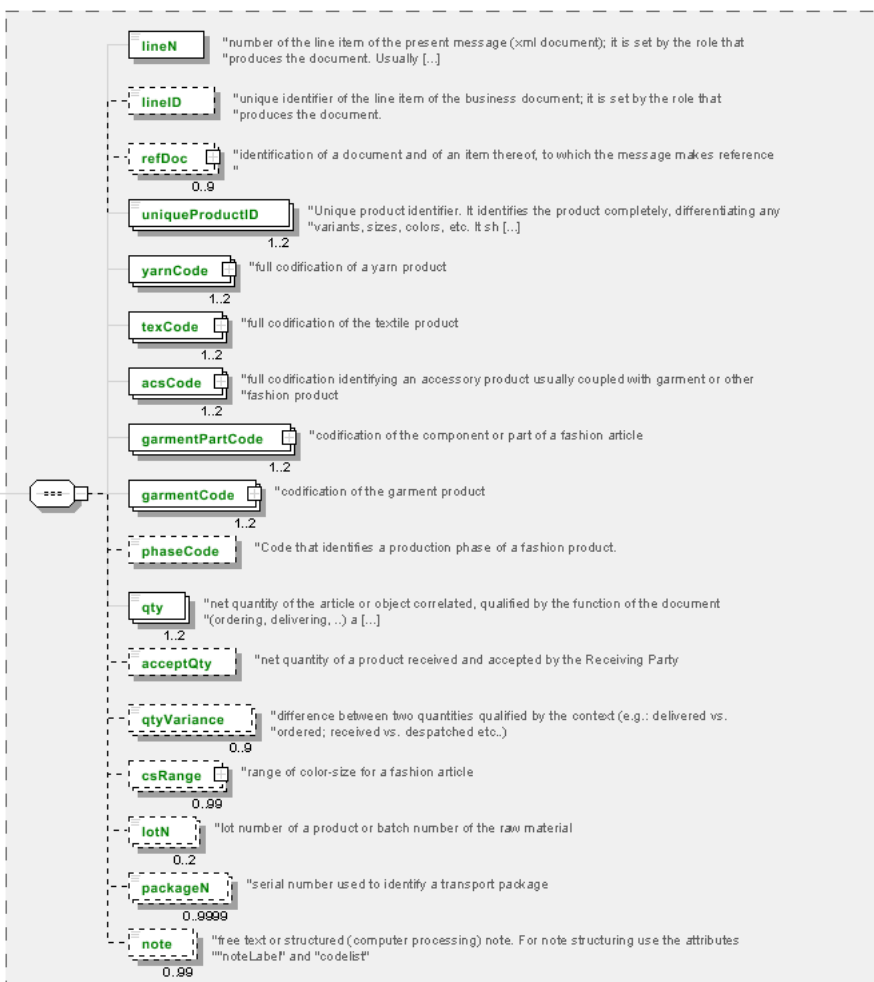 lineN
"number of the line item of the present message (xml document); it is set by the role that
"produces the document. Usually [...]
lineID
"unique identifier of the line item of the business document; it is set by the role that
"produces the document.
refDoc
"identification of a document and of an item thereof, to which the message makes reference
"
0..9
uniqueProductID
"Unique product identifier. It identifies the product completely, differentiating any
"variants, sizes, colors, etc. It sh [...]
1..2
yarnCode
"full codification of a yarn product
1..2
texCode
"full codification of the textile product
1..2
acsCode
"full codification identifying an accessory product usually coupled with garment or other
"fashion product
1..2
garmentPartCode
"codification of the component or part of a fashion article
1..2
garmentCode
"codification of the garment product
1..2
phaseCode
"Code that identifies a production phase of a fashion product.
qty
"net quantity of the article or object correlated, qualified by the function of the document
"(ordering, delivering, ..) a [...]
1..2
acceptQty
"net quantity of a product received and accepted by the Receiving Party
qtyVariance
"difference between two quantities qualified by the context (e.g.: delivered vs.
"ordered; received vs. despatched etc..)
0..9
csRange
"range of color-size for a fashion article
0..99
lotN
"lot number of a product or batch number of the raw material
0..2
packageN
"serial number used to identify a transport package
0..9999
note
"free text or structured (computer processing) note. For note structuring use the attributes
""noteLabel" and "codelist"
0..99